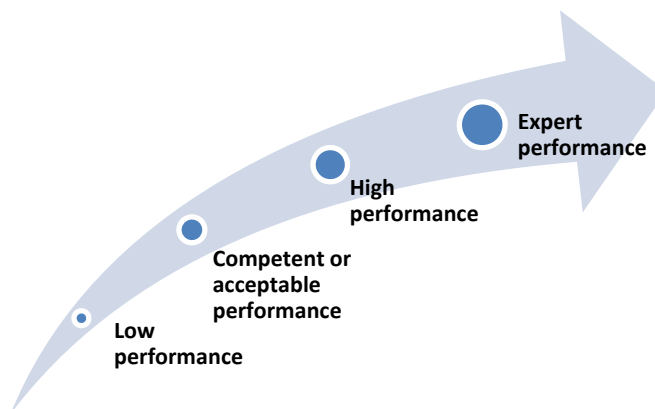 Expert
performance
High
performance
Competent or
acceptable
performance
Low
performance